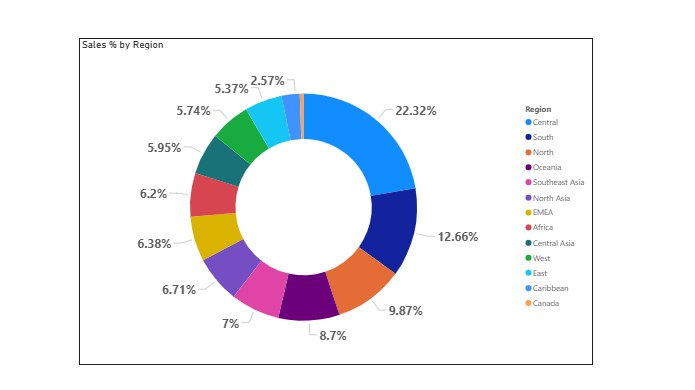 Sales % by Region
2.57%
5.37%
22.32%
5.74%
5.95%
6.2%
12.66%
6.38%
6.71%
9.87%
7%
8.7%
Region
Central
South
North
Oceania
Southeast Asia
North Asia
EMEA
Africa
Central Asia
West
East
Caribbean
Canada